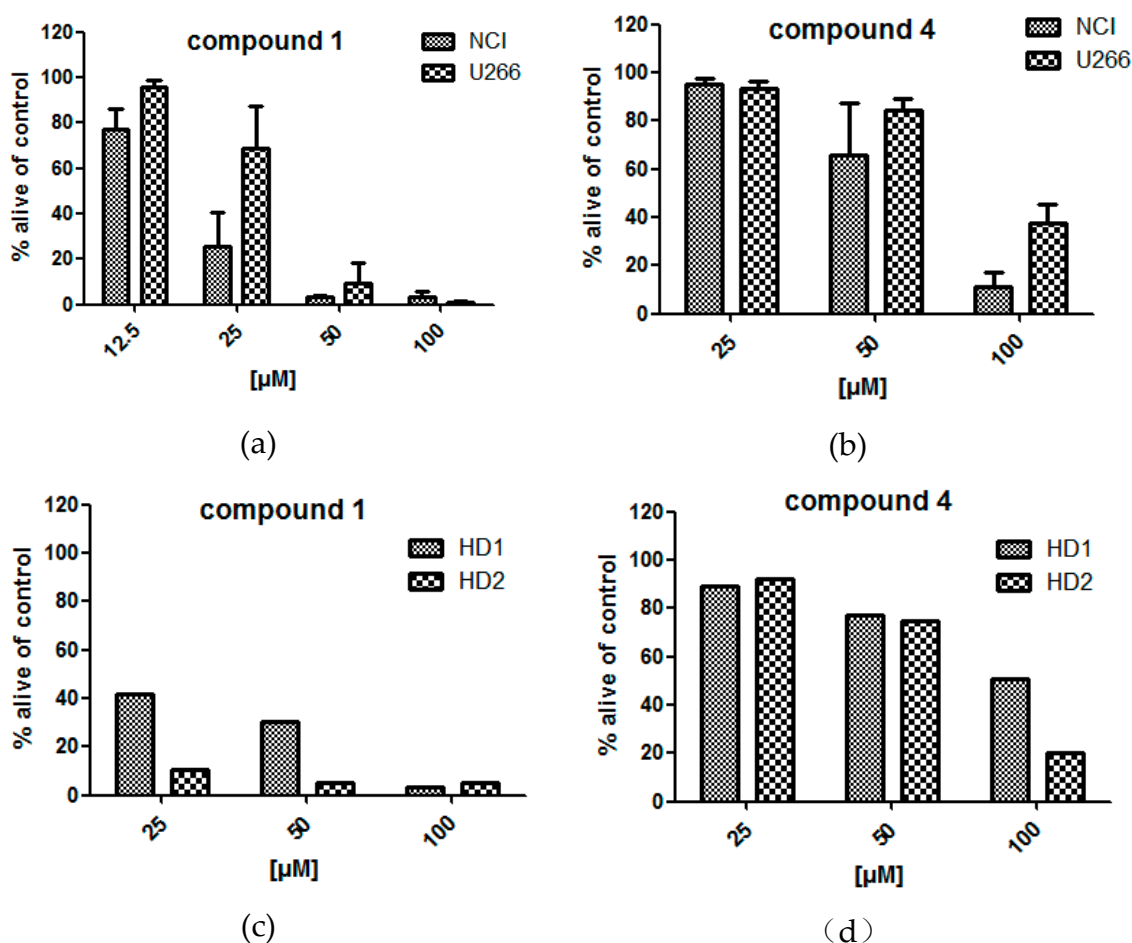 compound 1
NCI
U266
% alive of control
120
100
80
60
40
20
0
12.5
25
50
100
[µM]
(a)
compound 4
NCI
U266
% alive of control
120
100
80
60
40
20
0
25
50
100
[µM]
(b)
compound 1
HD1
HD2
% alive of control
120
100
80
60
40
20
0
25
50
100
[µM]
(c)
compound 4
HD1
HD2
% alive of control
120
100
80
60
40
20
0
25
50
100
[µM]
（d）